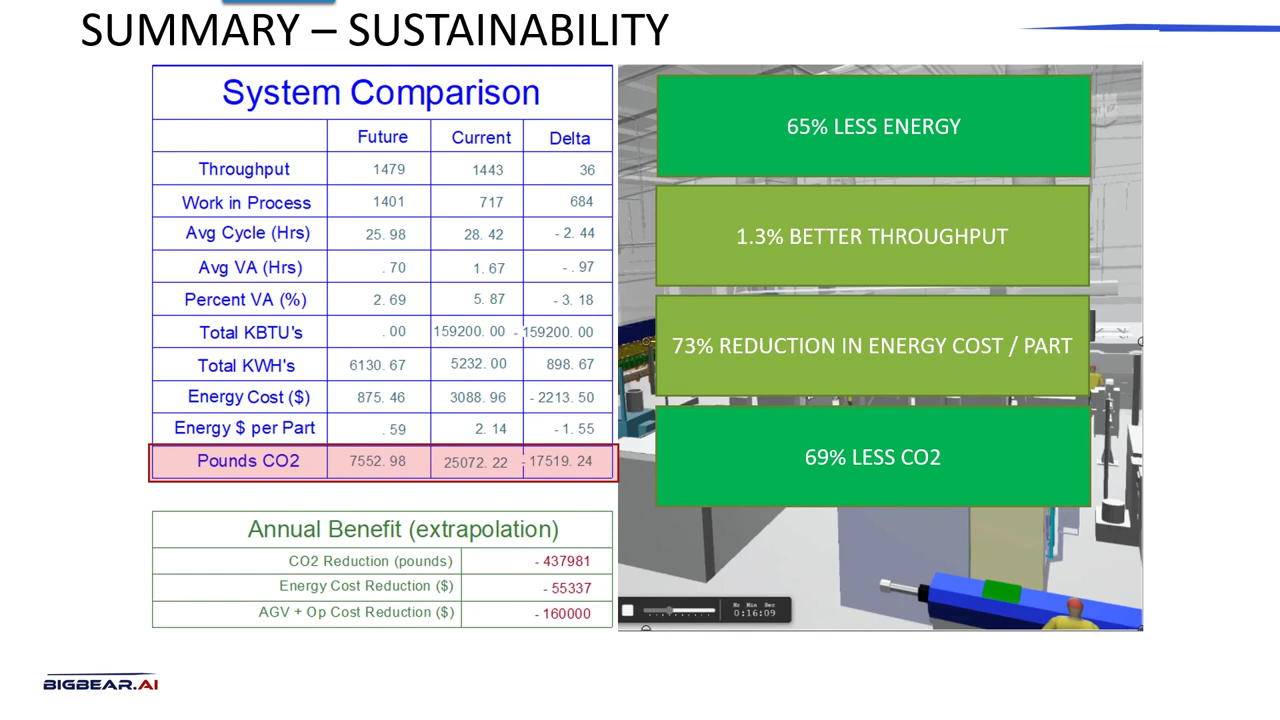 SUMMARY – SUSTAINABILITY
System Comparison
Future Current Delta
Throughput 1479 1443 36
Work in Process 1401 717 684
Avg Cycle (Hrs) 25. 98 28. 42 - 2. 44
Avg VA (Hrs) . 70 1. 67 - . 97
Percent VA (%) 2. 69 5. 87 - 3. 18
Total KBTU's . 00 159200. 00 - 159200. 00
Total KWH's 6130. 67 5232. 00 898. 67
Energy Cost ($) 875. 46 3088. 96 - 2213. 50
Energy $ per Part . 59 2. 14 - 1. 55
Pounds CO2 7552. 98 25072. 22 - 17519. 24
Annual Benefit (extrapolation)
CO2 Reduction (pounds) - 437981
Energy Cost Reduction ($) - 55337
AGV + Op Cost Reduction ($) - 160000
65% LESS ENERGY
1.3% BETTER THROUGHPUT
73% REDUCTION IN ENERGY COST / PART
69% LESS CO2
Hr Min Sec
0:16:09
BIGBEAR.AI